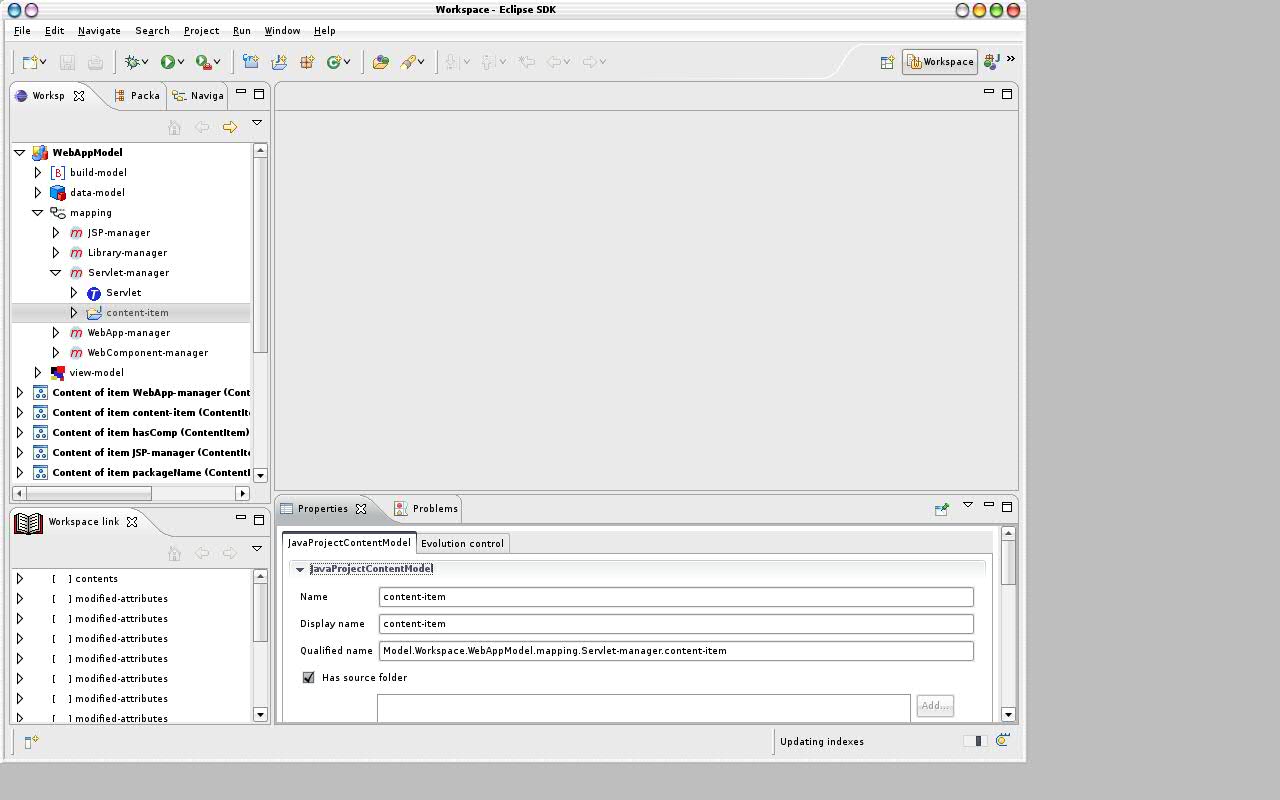 Workspace - Eclipse SDK
File Edit Navigate Search Project Run Window Help
Workspace
»
Worksp
Packa
Naviga
WebAppModel
build-model
data-model
mapping
JSP-manager
Library-manager
Servlet-manager
Servlet
content-item
WebApp-manager
WebComponent-manager
view-model
Content of item WebApp-manager (Cont
Content of item content-item (ContentIte
Content of item hasComp (ContentItem)
Content of item JSP-manager (ContentIte
Content of item packageName (ContentI
Workspace link
[ ] contents
[ ] modified-attributes
[ ] modified-attributes
[ ] modified-attributes
[ ] modified-attributes
[ ] modified-attributes
[ ] modified-attributes
[ ] modified-attributes
Properties
Problems
JavaProjectContentModel
Evolution control
JavaProjectContentModel
Name content-item
Display name content-item
Qualified name Model.Workspace.WebAppModel.mapping.Servlet-manager.content-item
Has source folder
Add...
Updating indexes